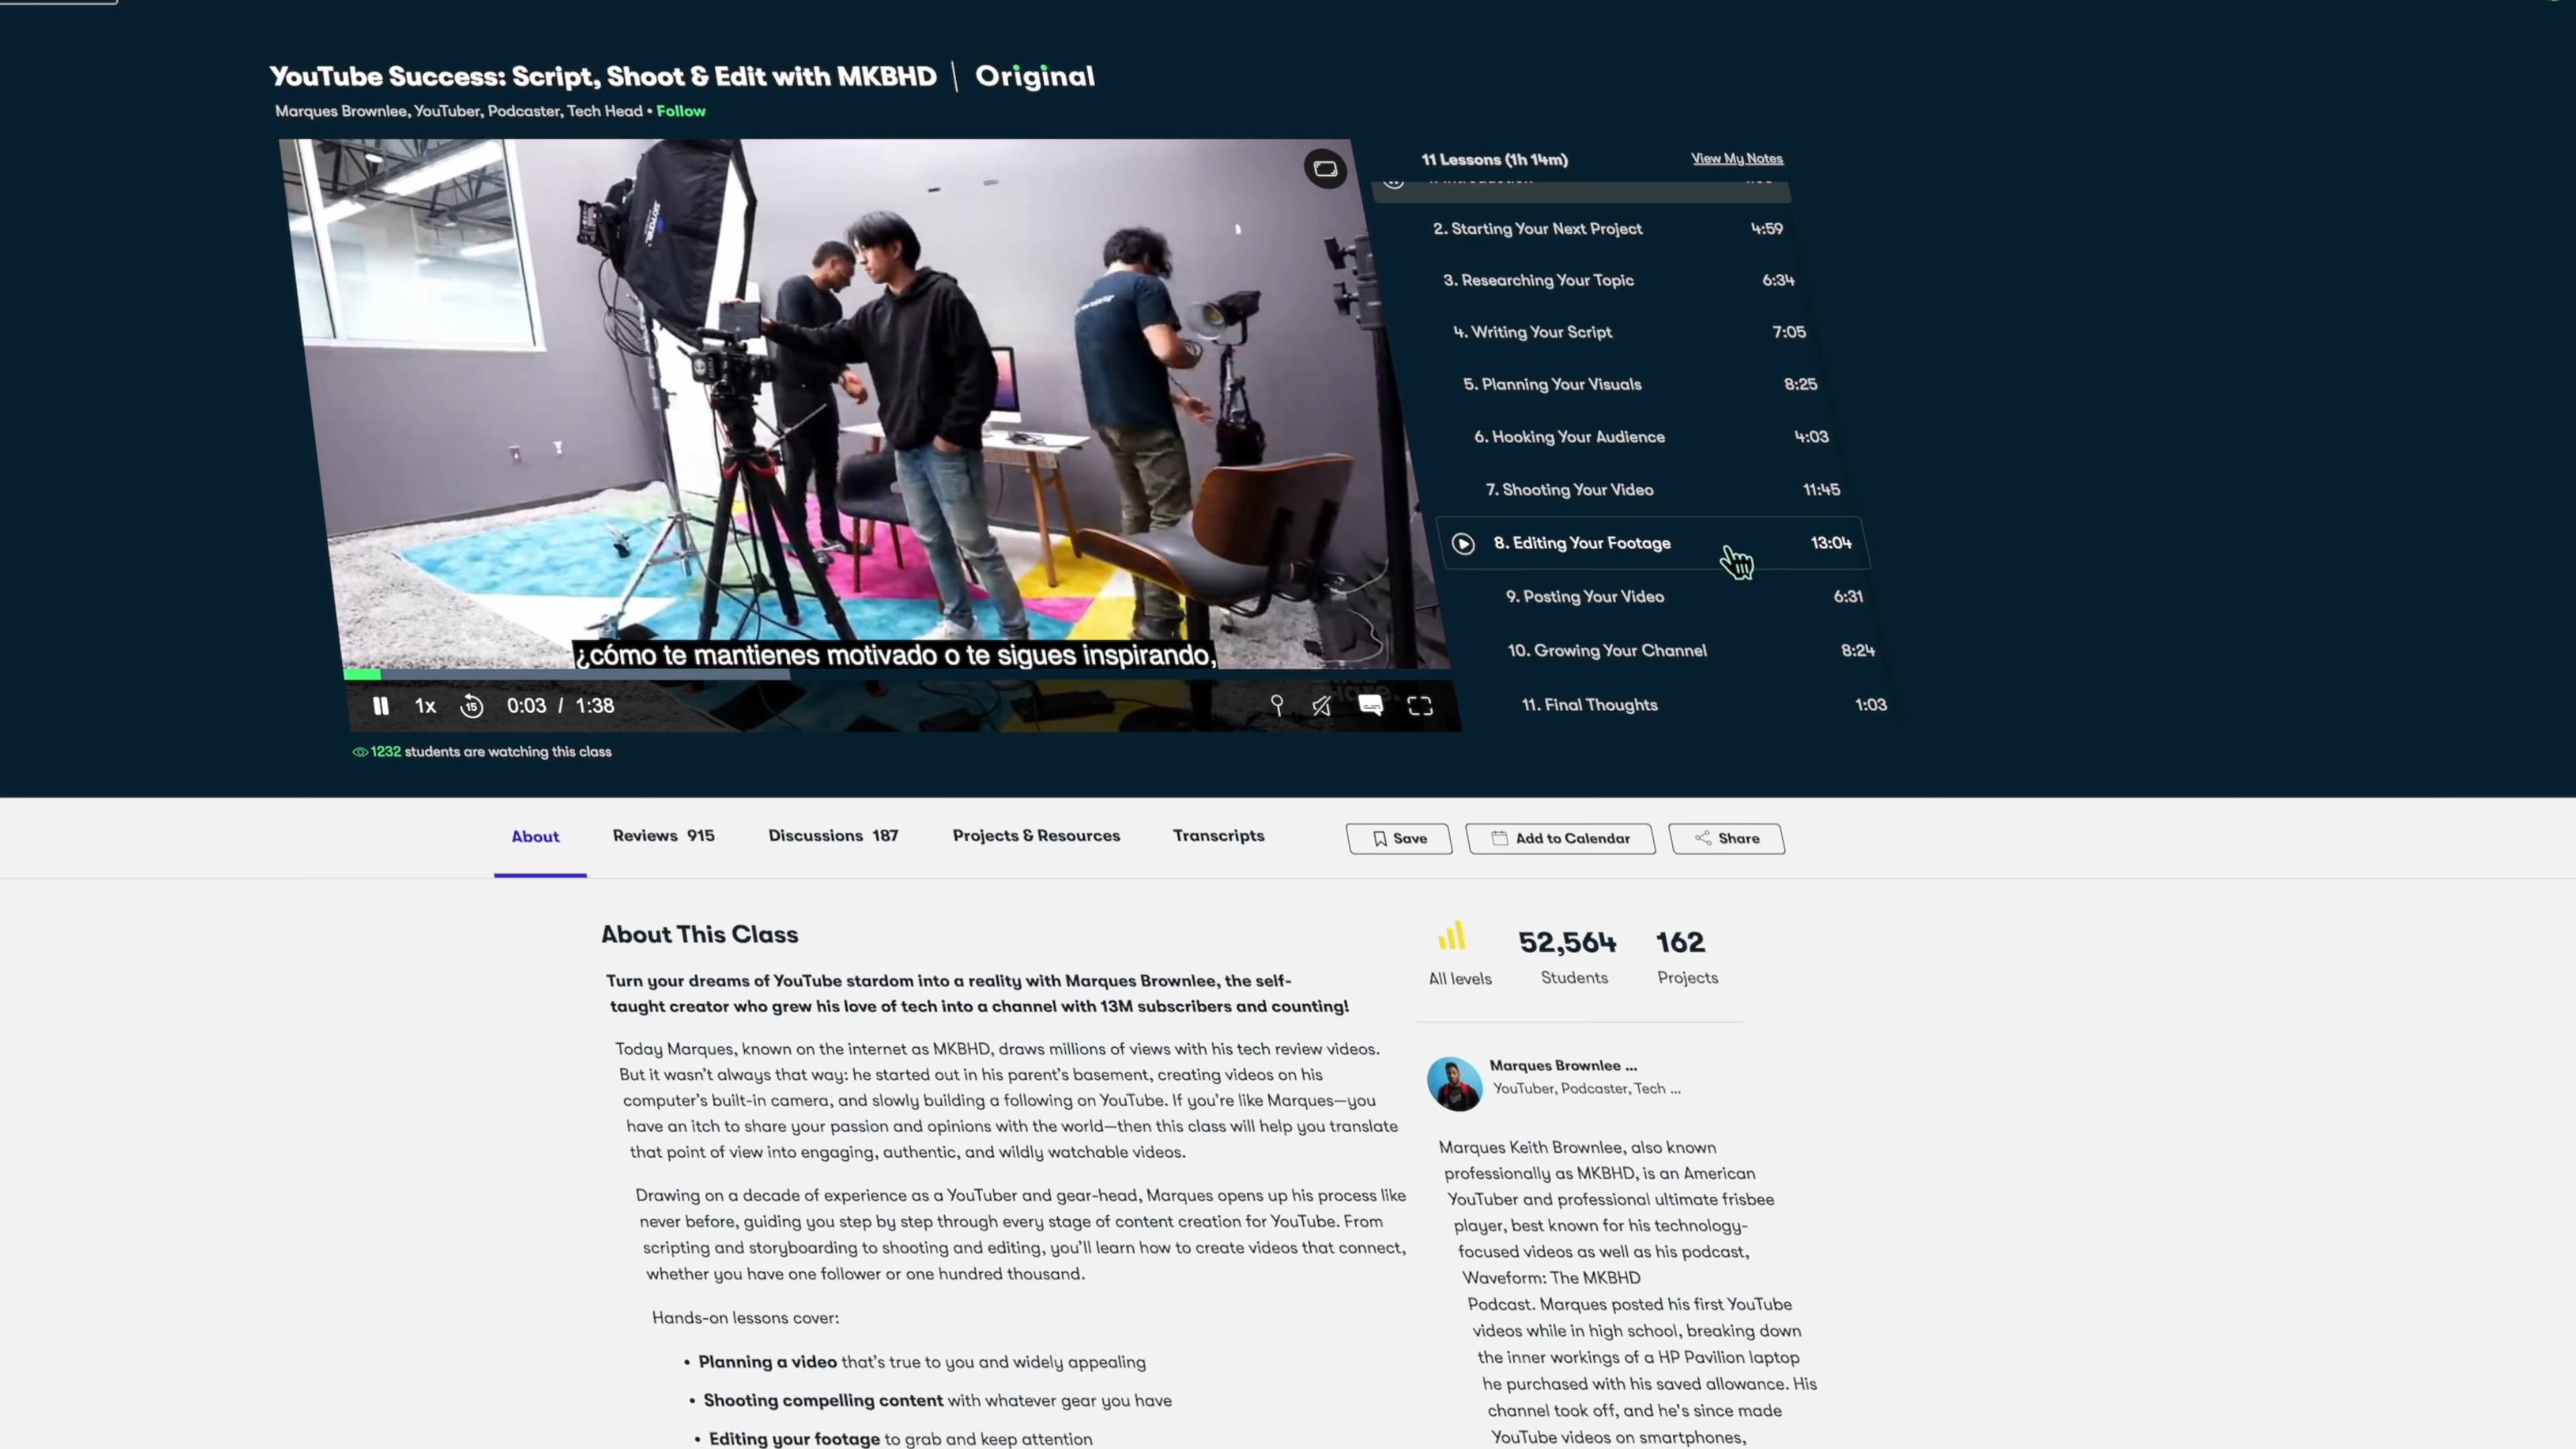 YouTube Success: Script, Shoot & Edit with MKBHD | Original
Marques Brownlee, YouTuber, Podcaster, Tech Head • Follow
11 Lessons (1h 14m)
View My Notes
2. Starting Your Next Project 4:59
3. Researching Your Topic 6:34
4. Writing Your Script 7:05
5. Planning Your Visuals 8:25
6. Hooking Your Audience 4:03
7. Shooting Your Video 11:45
8. Editing Your Footage 13:04
9. Posting Your Video 6:31
10. Growing Your Channel 8:24
11. Final Thoughts 1:03
¿cómo te mantienes motivado o te sigues inspirando,
1x 15 0:03 / 1:38
1232 students are watching this class
About
Reviews 915
Discussions 187
Projects & Resources
Transcripts
Save
Add to Calendar
Share
About This Class
Turn your dreams of YouTube stardom into a reality with Marques Brownlee, the self-
taught creator who grew his love of tech into a channel with 13M subscribers and counting!
Today Marques, known on the internet as MKBHD, draws millions of views with his tech review videos.
But it wasn't always that way: he started out in his parent's basement, creating videos on his
computer's built-in camera, and slowly building a following on YouTube. If you're like Marques—you
have an itch to share your passion and opinions with the world—then this class will help you translate
that point of view into engaging, authentic, and wildly watchable videos.
Drawing on a decade of experience as a YouTuber and gear-head, Marques opens up his process like
never before, guiding you step by step through every stage of content creation for YouTube. From
scripting and storyboarding to shooting and editing, you'll learn how to create videos that connect,
whether you have one follower or one hundred thousand.
Hands-on lessons cover:
• Planning a video that's true to you and widely appealing
• Shooting compelling content with whatever gear you have
• Editing your footage to grab and keep attention
All levels
52,564
Students
162
Projects
Marques Brownlee ...
YouTuber, Podcaster, Tech ...
Marques Keith Brownlee, also known
professionally as MKBHD, is an American
YouTuber and professional ultimate frisbee
player, best known for his technology-
focused videos as well as his podcast,
Waveform: The MKBHD
Podcast. Marques posted his first YouTube
videos while in high school, breaking down
the inner workings of a HP Pavilion laptop
he purchased with his saved allowance. His
channel took off, and he's since made
YouTube videos on smartphones,